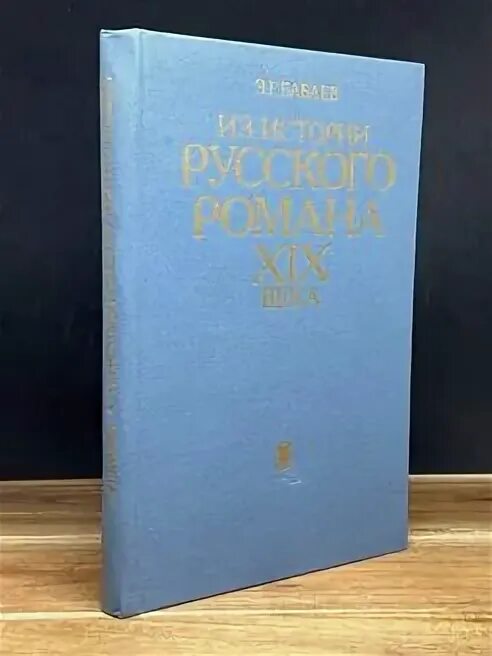 Э.Г. БАБАЕВ
ИЗ ИСТОРИИ
РУССКОГО
РОМАНА
XIX
ВЕКА